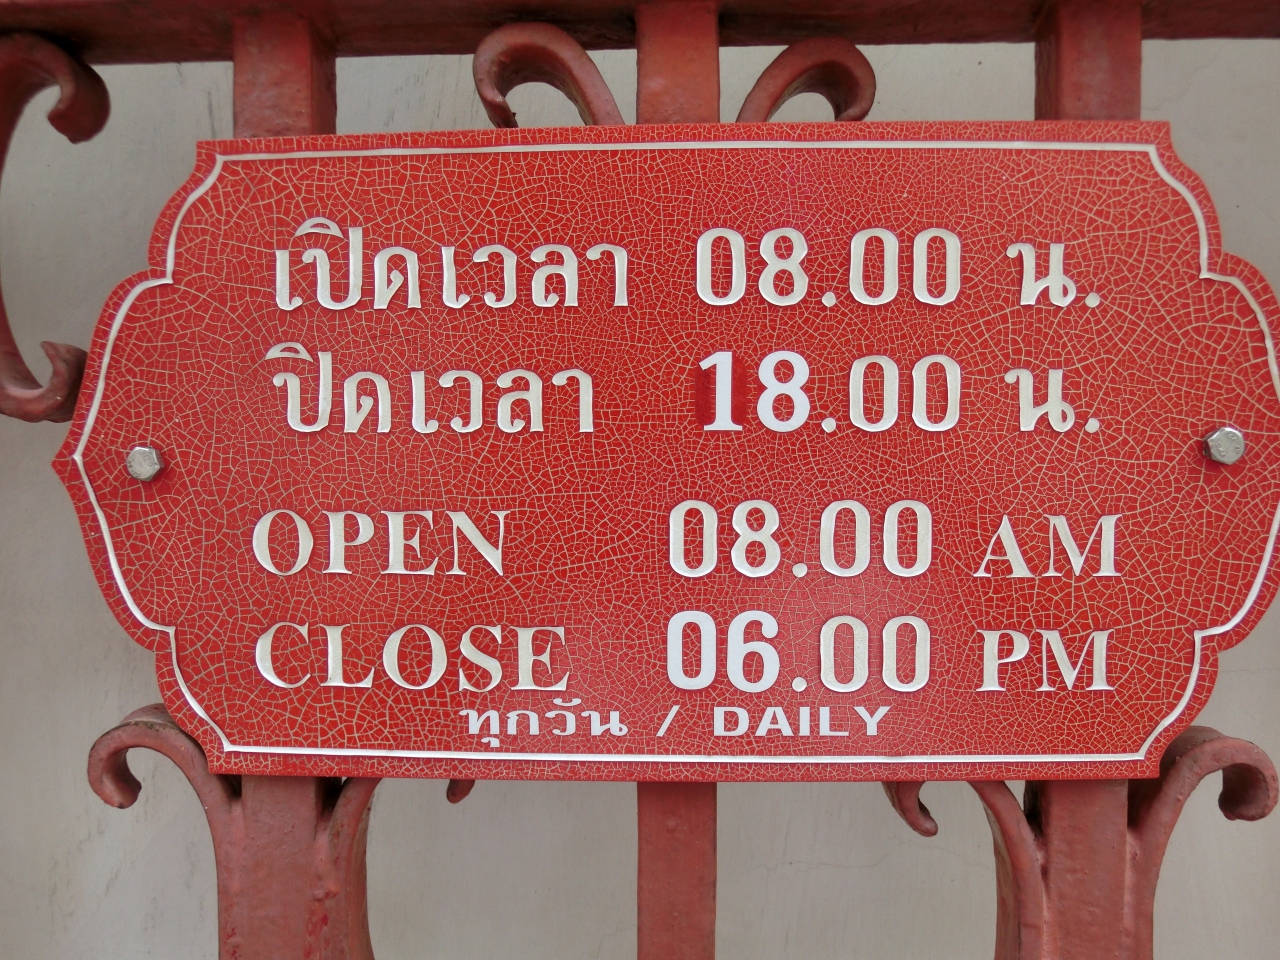 เปิดเวลา 08.00 น.
ปิดเวลา 18.00 น.
OPEN 08.00 AM
CLOSE 06.00 PM
ทุกวัน / DAILY